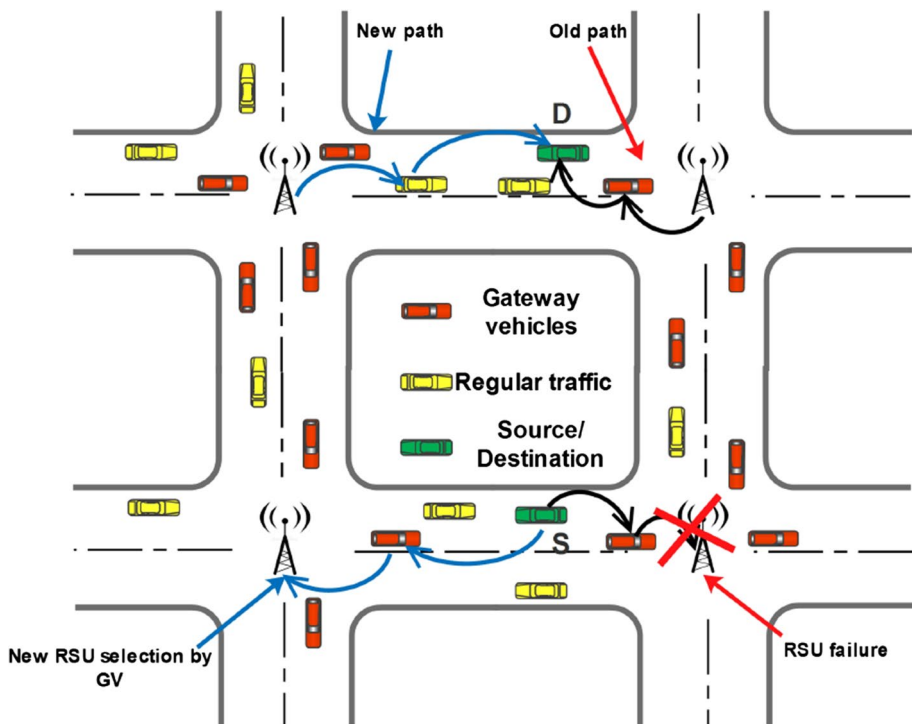 New path
Old path
D
Gateway
vehicles
Regular traffic
Source/
Destination
S
New RSU selection by
GV
RSU failure